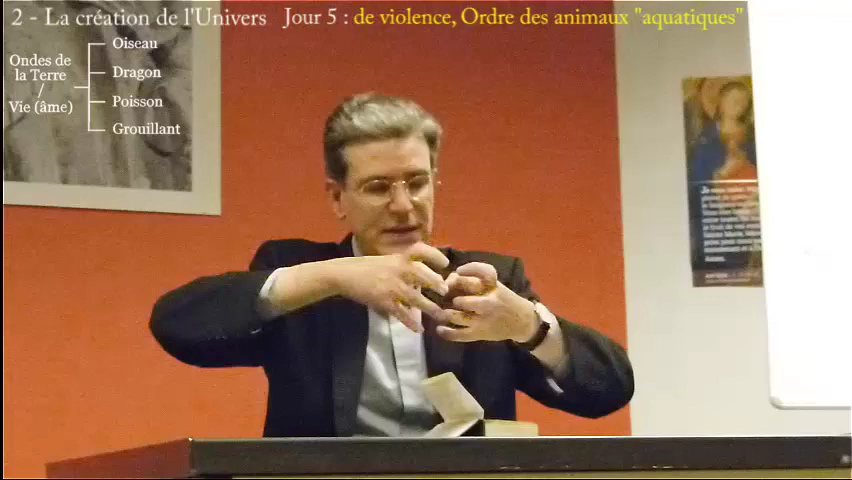 2 - La création de l'Univers Jour 5 : de violence, Ordre des animaux "aquatiques"
Ondes de
la Terre
/
Vie (âme)
Oiseau
Dragon
Poisson
Grouillant